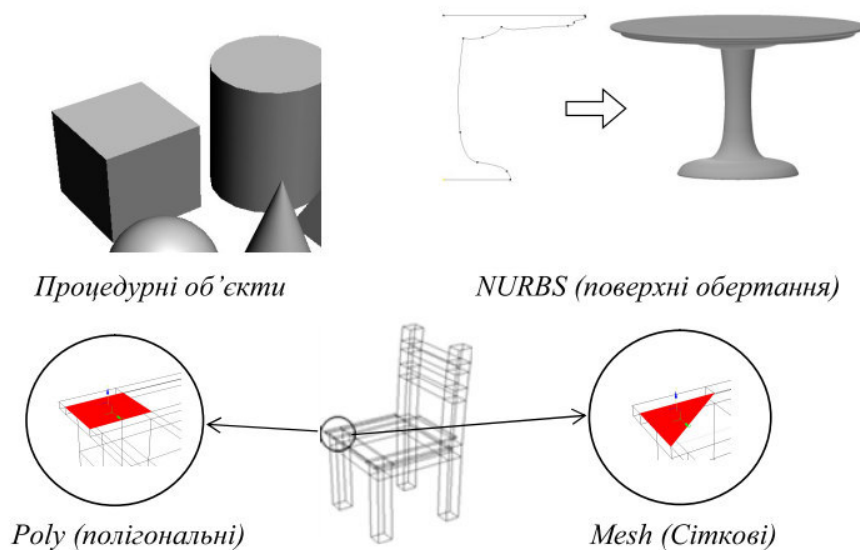 Процедурні об’єкти
NURBS (поверхні обертання)
Poly (полігональні)
Mesh (Сіткові)